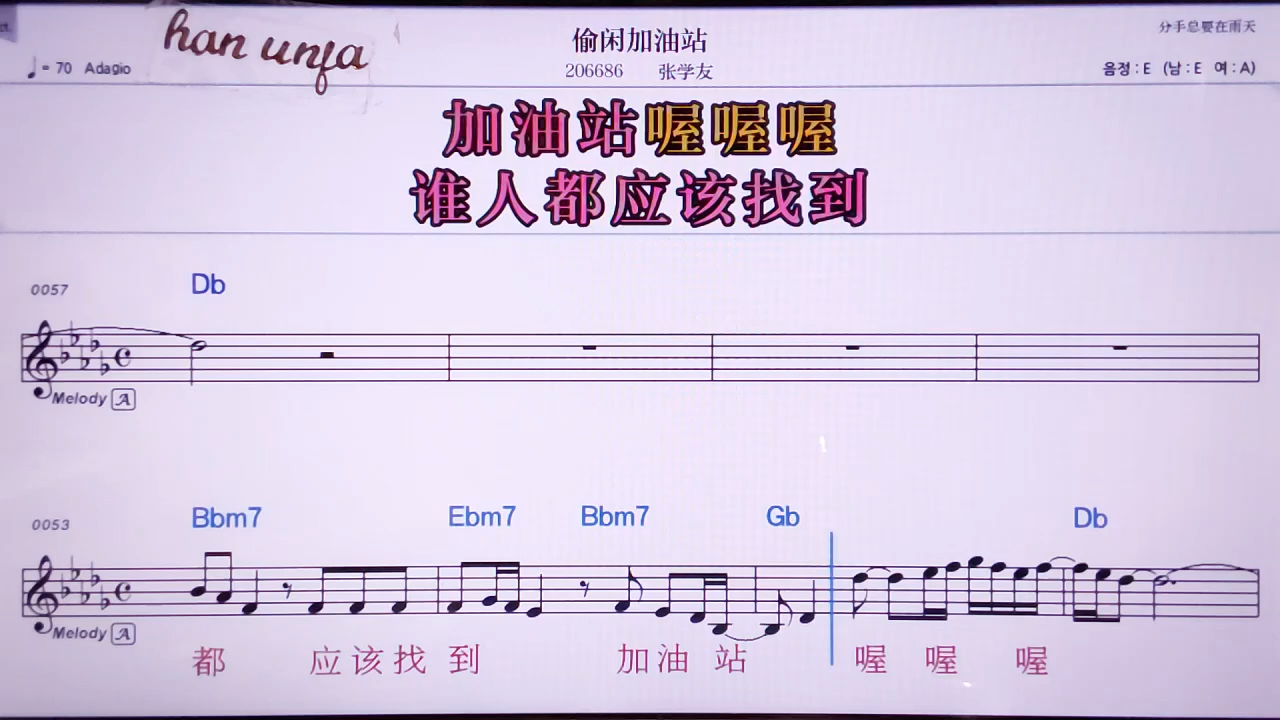 han unfa
偷闲加油站
分手总要在雨天
= 70 Adagio
206686 张学友
음정 : E (남 : E 여 : A)
加油站喔喔喔
谁人都应该找到
0057
Db
Melody A
0053
Bbm7 Ebm7 Bbm7 Gb Db
Melody A
都 应该找到 加油站 喔 喔 喔